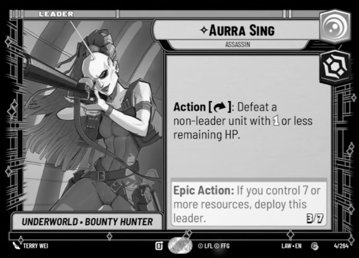 LEADER
AURRA SING
ASSASSIN
Action [ ]: Defeat a
non-leader unit with 1 or less
remaining HP.
Epic Action: If you control 7 or
more resources, deploy this
leader.
3/7
UNDERWORLD • BOUNTY HUNTER
TERRY WEI
© LFL © FFG
LAW • EN
4/264